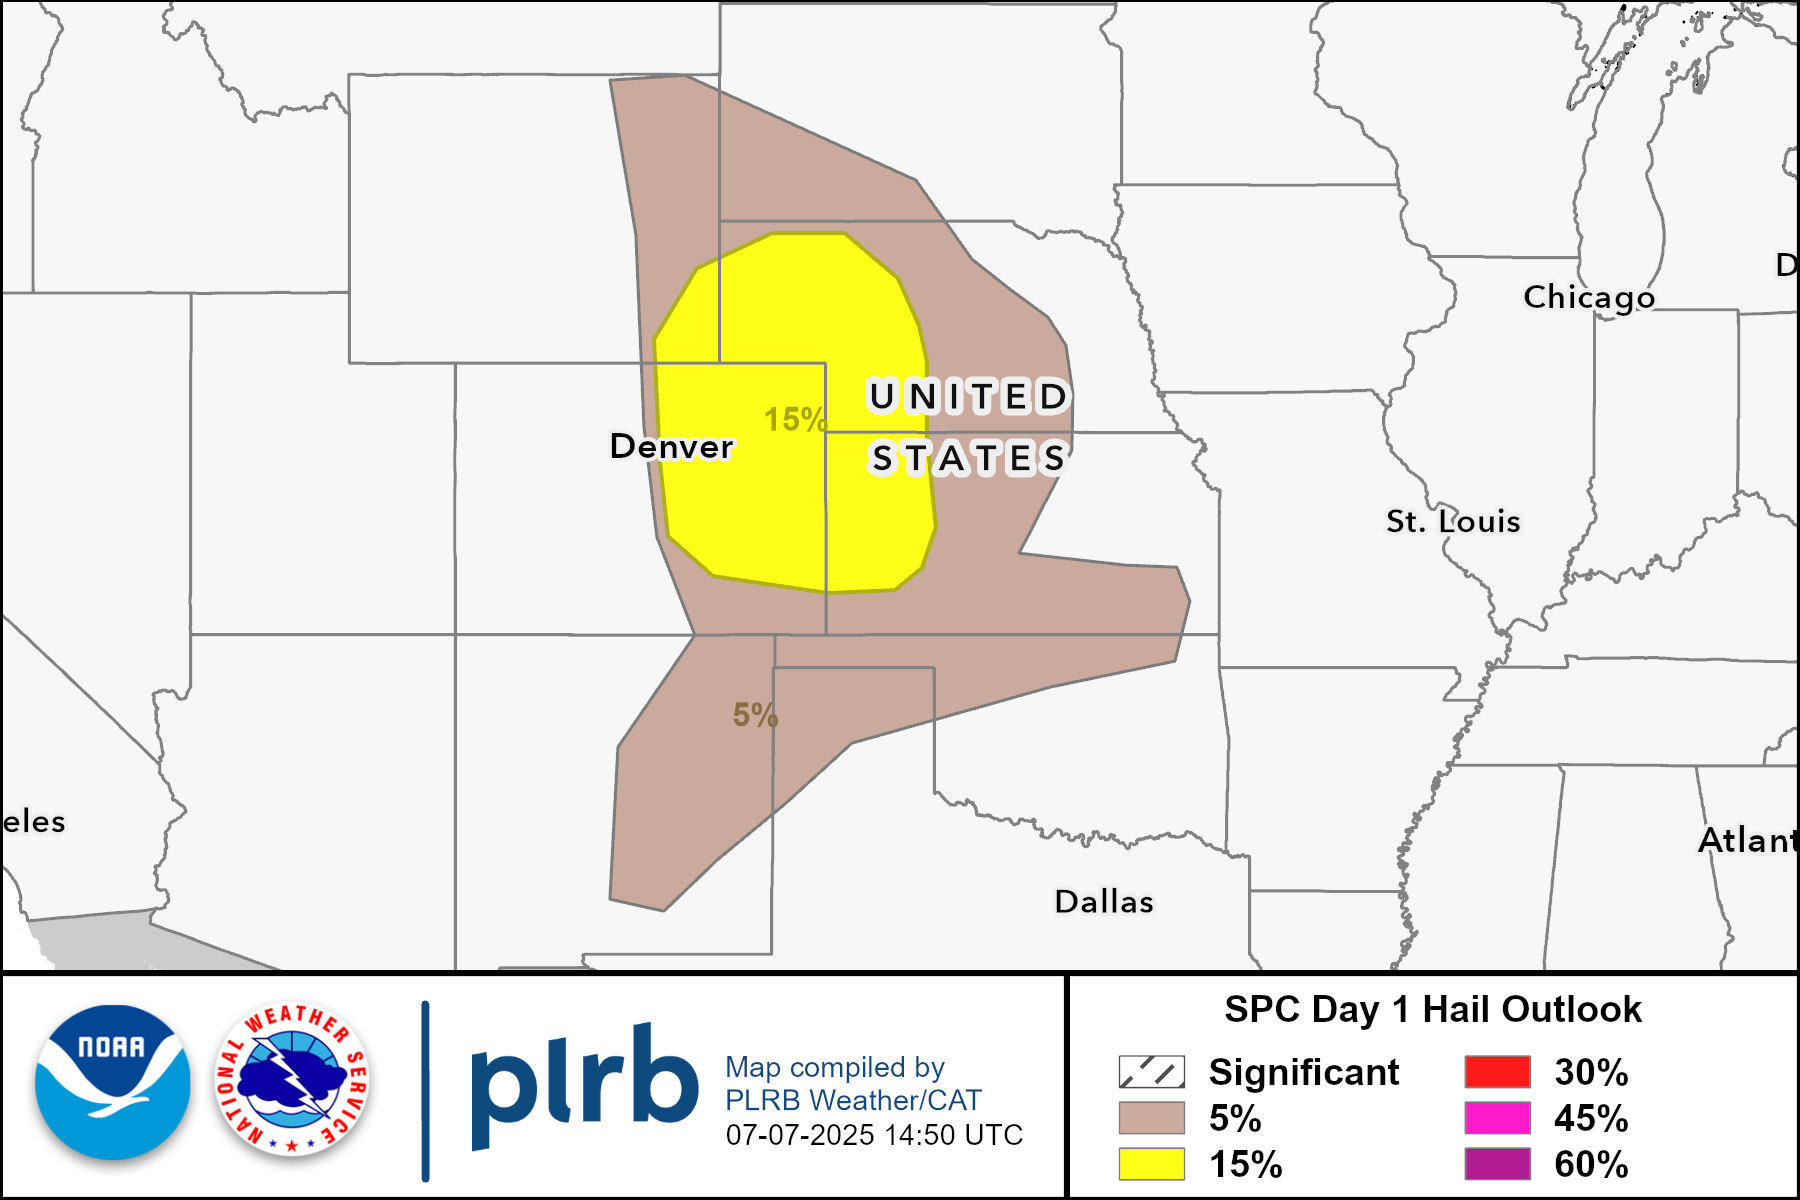 D
Chicago
UNITED
15%
Denver
STATES
St. Louis
5%
eles
Atlant
Dallas
NOAA
NATIONAL WEATHER SERVICE
plrb
Map compiled by
PLRB Weather/CAT
07-07-2025 14:50 UTC
SPC Day 1 Hail Outlook
Significant
30%
5%
45%
15%
60%